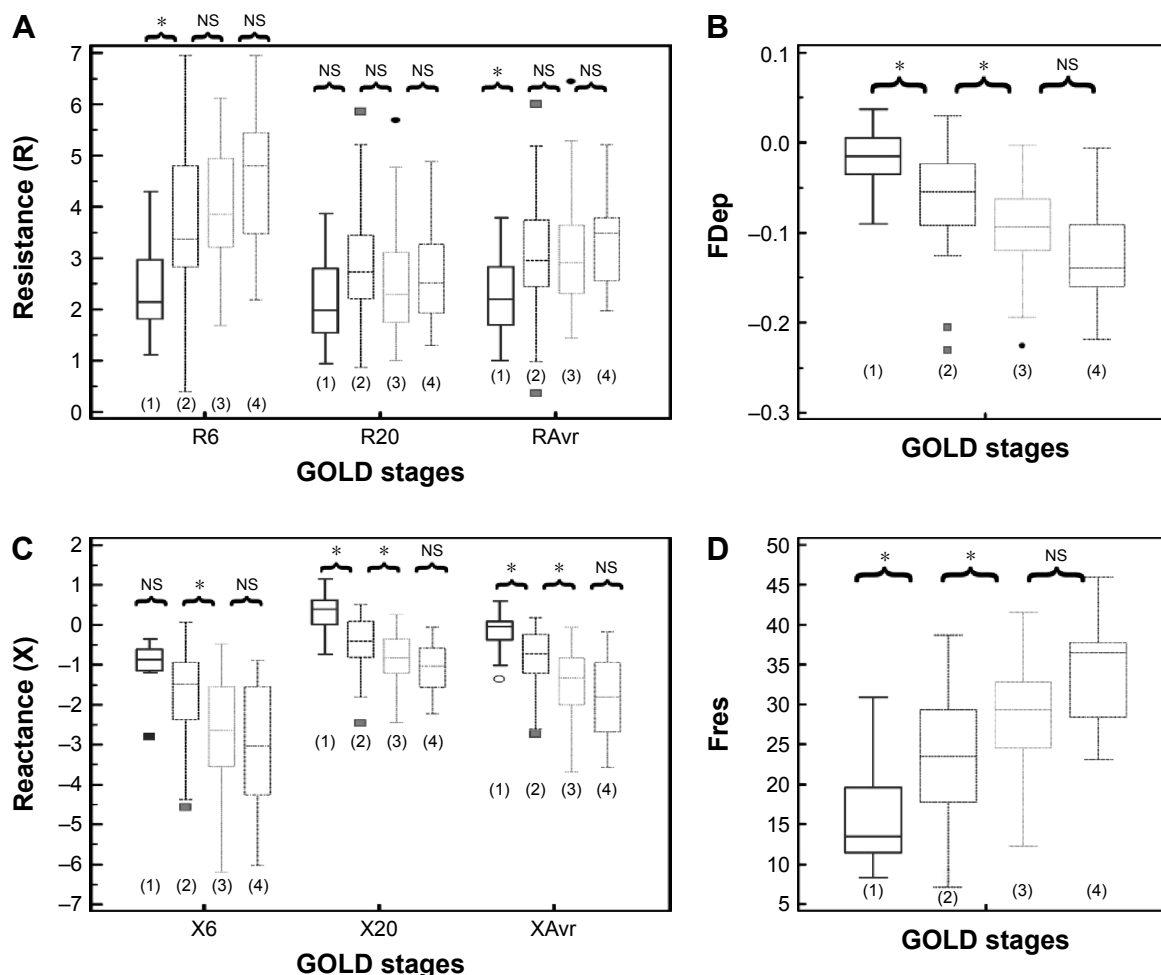 A
* NS NS
NS NS NS
* NS NS
Resistance (R)
7
6
5
4
3
2
1
0
(1) (2) (3) (4)
(1) (2) (3) (4)
(1) (2) (3) (4)
R6 R20 RAvr
GOLD stages
B
* * NS
FDep
0.1
0.0
–0.1
–0.2
–0.3
(1) (2) (3) (4)
GOLD stages
C
NS * NS
* * NS
* * NS
Reactance (X)
2
1
0
–1
–2
–3
–4
–5
–6
–7
(1) (2) (3) (4)
(1) (2) (3) (4)
(1) (2) (3) (4)
X6 X20 XAvr
GOLD stages
D
* * NS
Fres
50
45
40
35
30
25
20
15
10
5
(1) (2) (3) (4)
GOLD stages